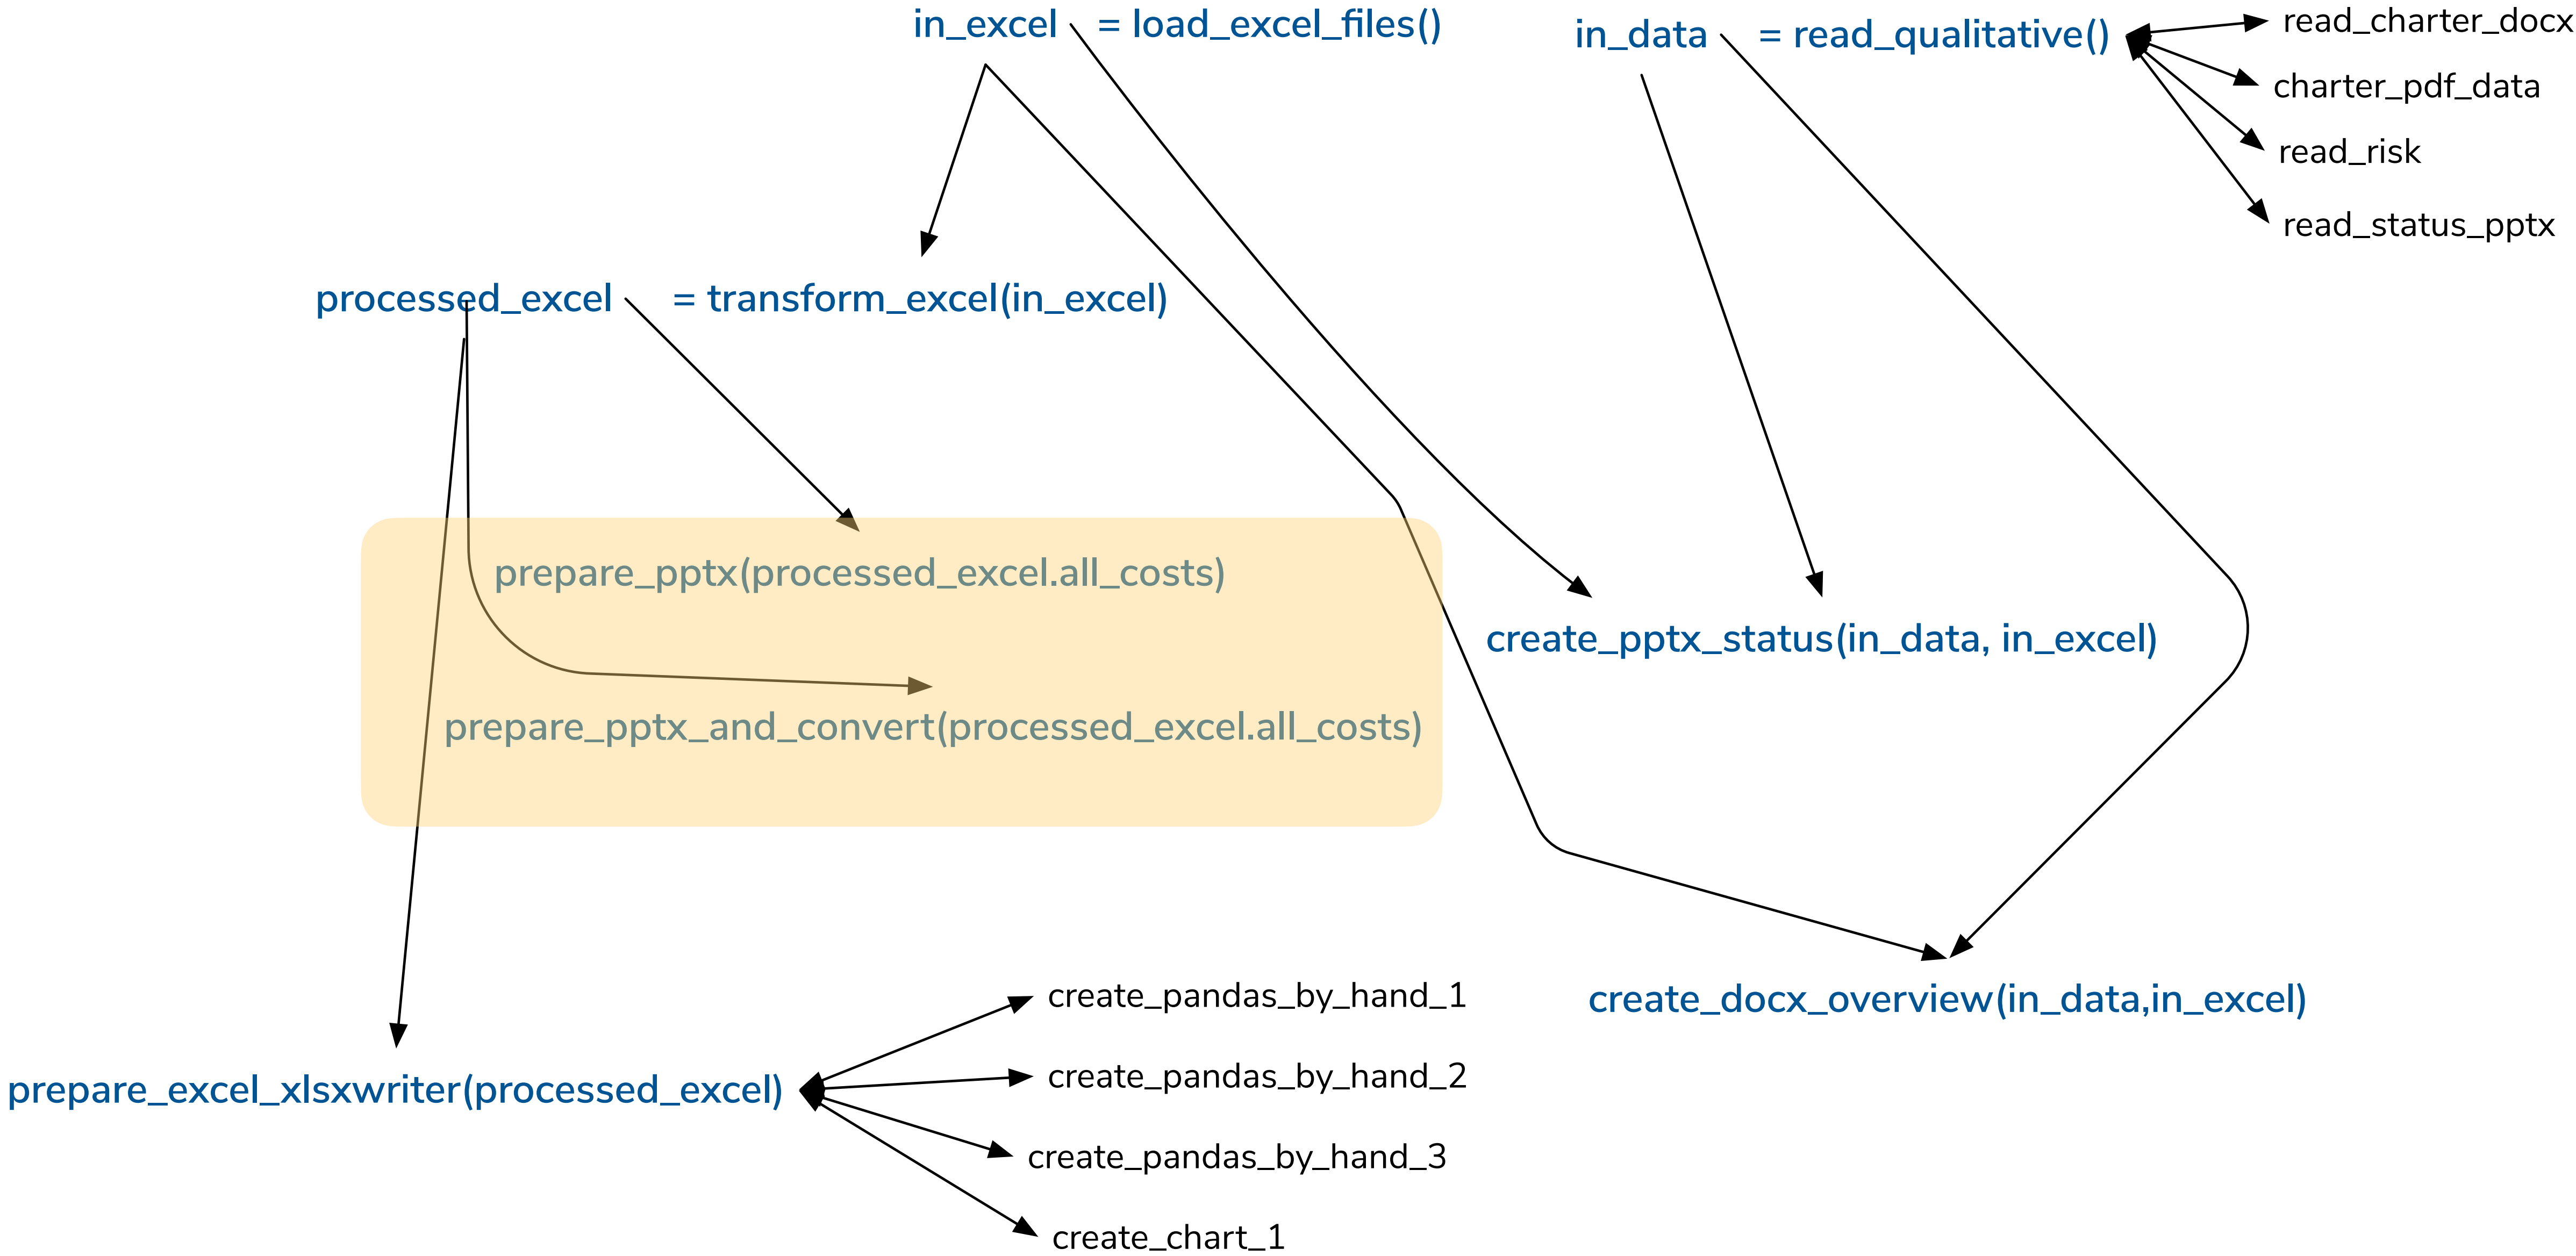 in_excel = load_excel_files()
in_data = read_qualitative()
read_charter_docx
charter_pdf_data
read_risk
read_status_pptx
processed_excel = transform_excel(in_excel)
prepare_pptx(processed_excel.all_costs)
create_pptx_status(in_data, in_excel)
prepare_pptx_and_convert(processed_excel.all_costs)
create_docx_overview(in_data,in_excel)
prepare_excel_xlsxwriter(processed_excel)
create_pandas_by_hand_1
create_pandas_by_hand_2
create_pandas_by_hand_3
create_chart_1